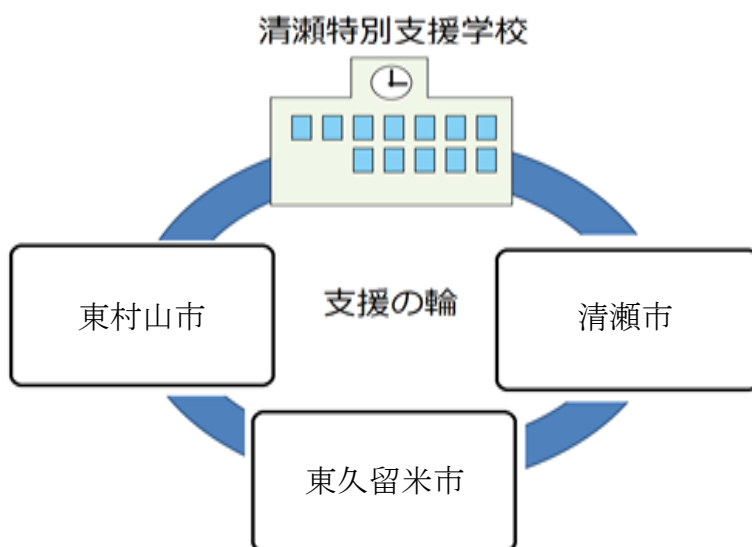 清瀬特別支援学校
東村山市
支援の輪
清瀬市
東久留米市